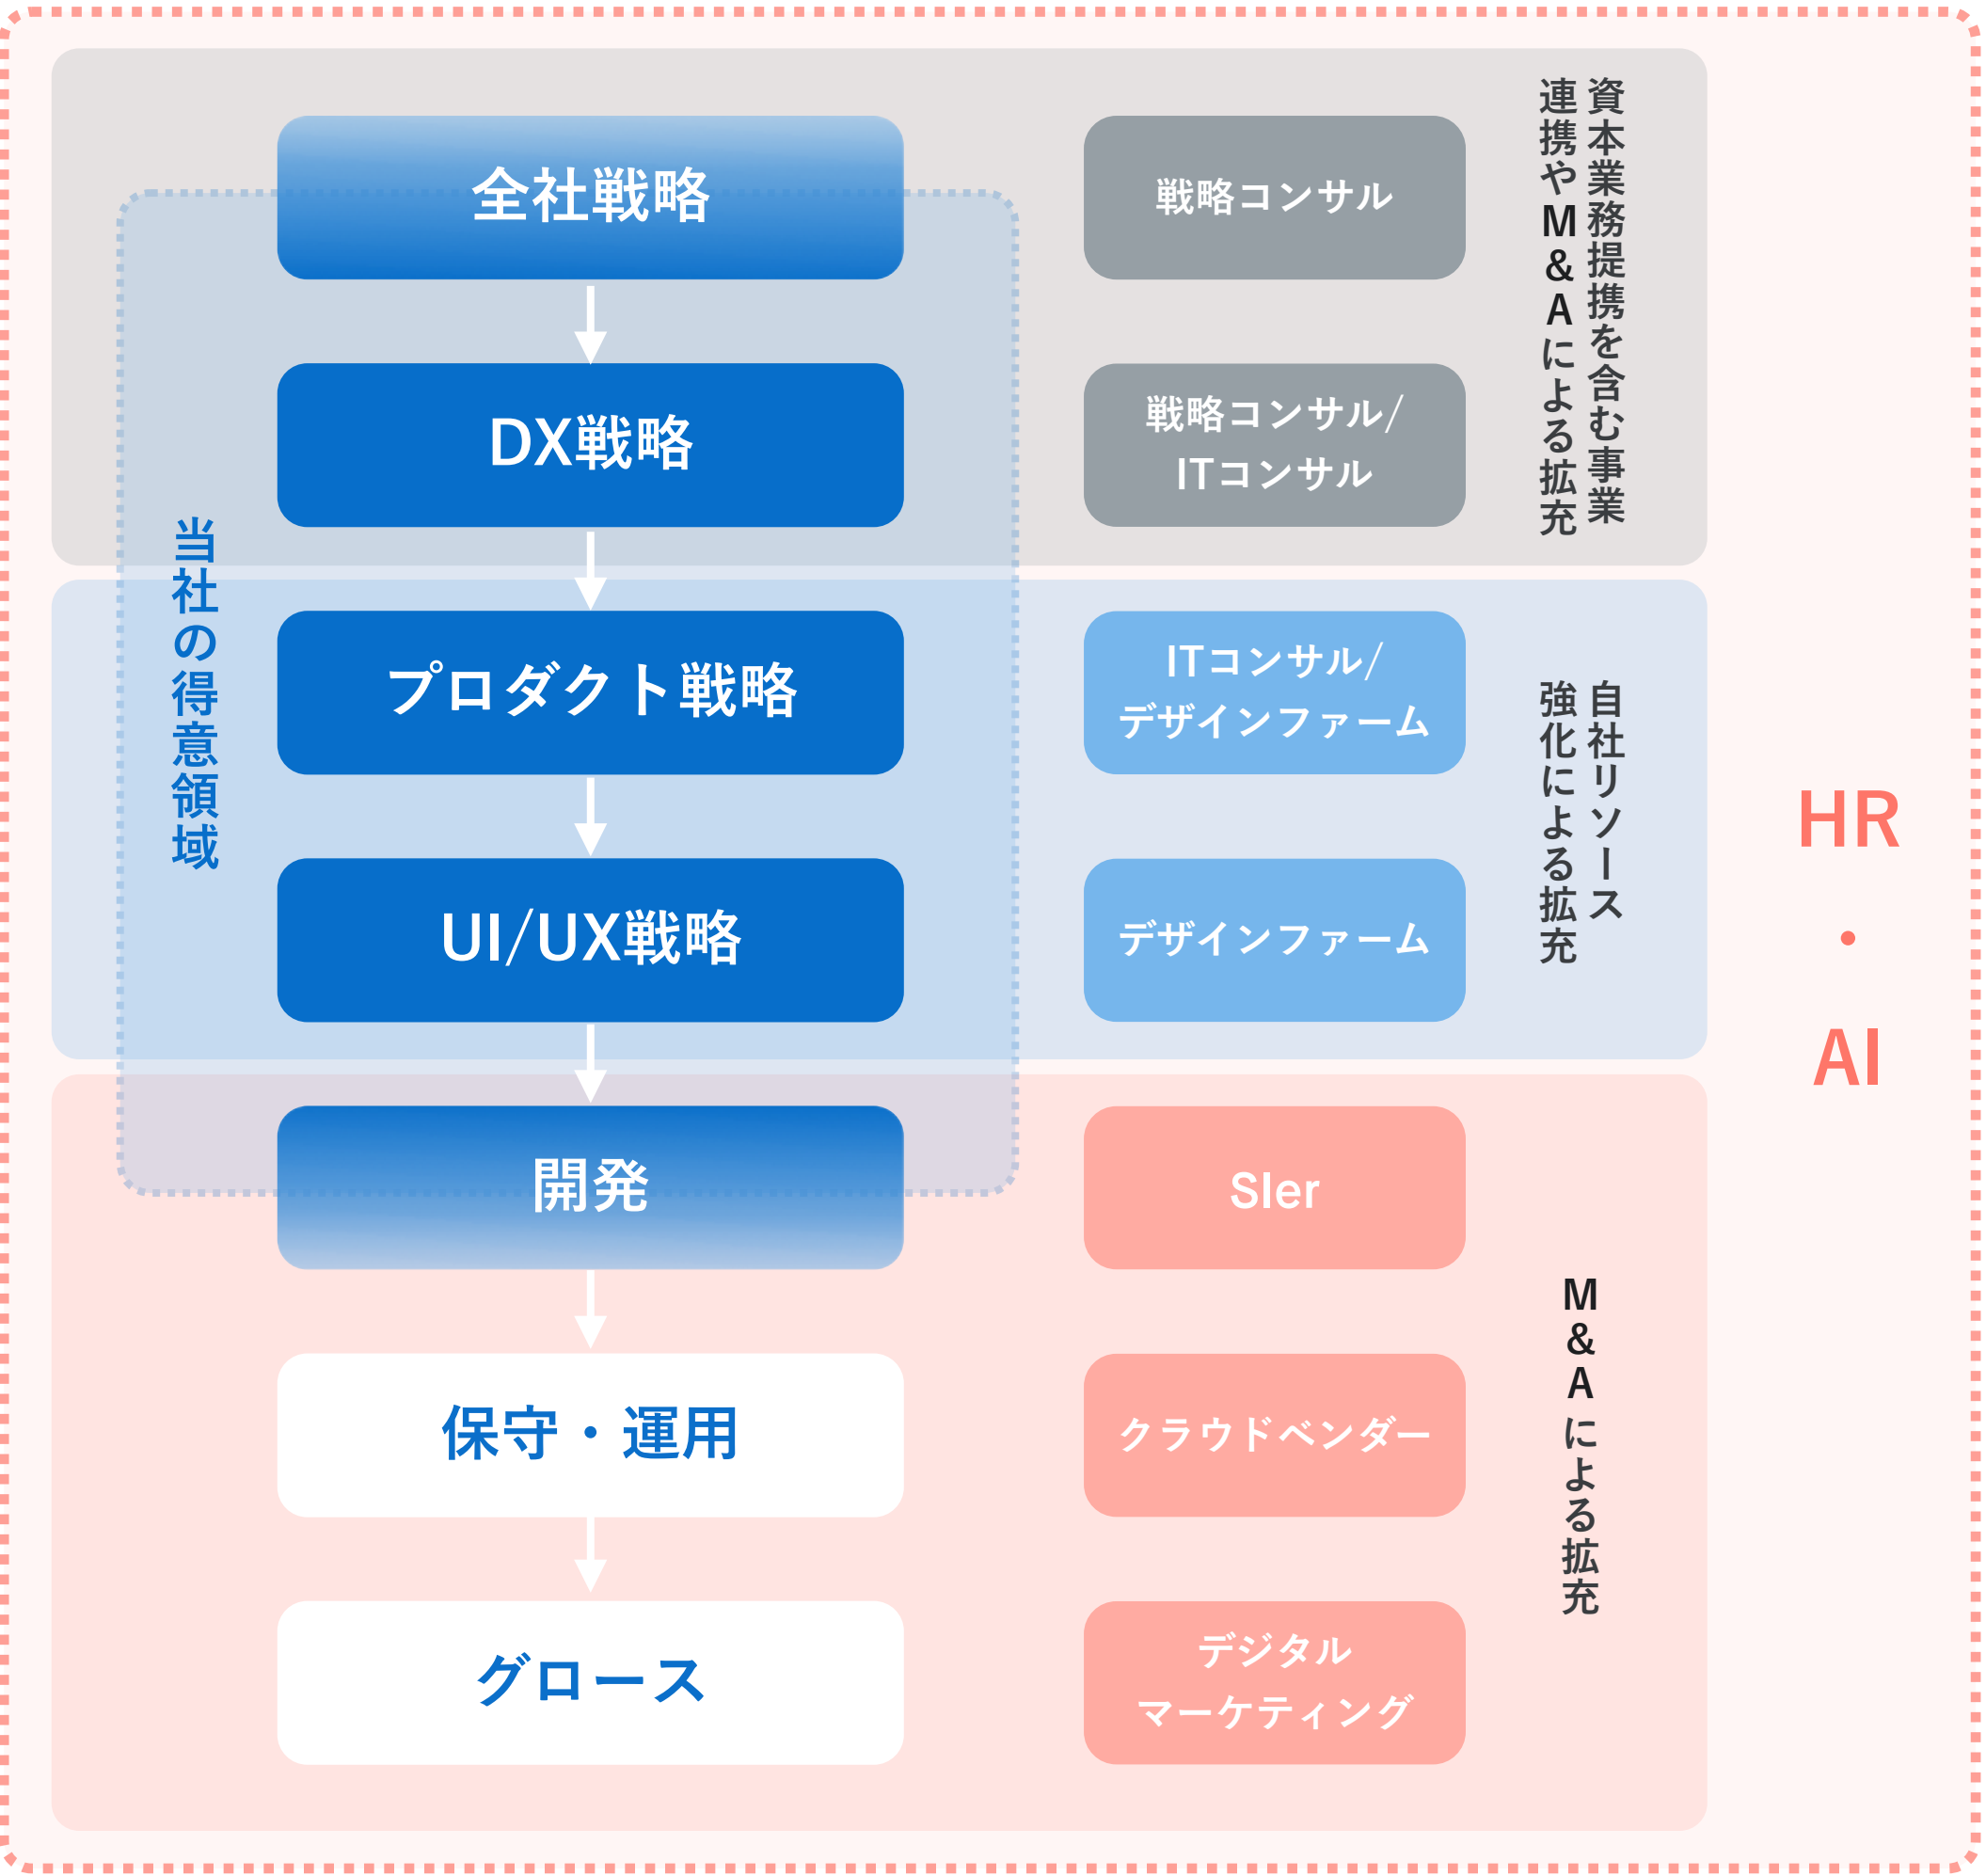 当社の得意領域
全社戦略
戦略コンサル
DX戦略
戦略コンサル/
ITコンサル
資本業務提携を含む事業
連携やM&Aによる拡充
プロダクト戦略
ITコンサル/
デザインファーム
UI/UX戦略
デザインファーム
自社リソース
強化による拡充
開発
SIer
保守・運用
クラウドベンダー
グロース
デジタル
マーケティング
M&Aによる拡充
HR
・
AI